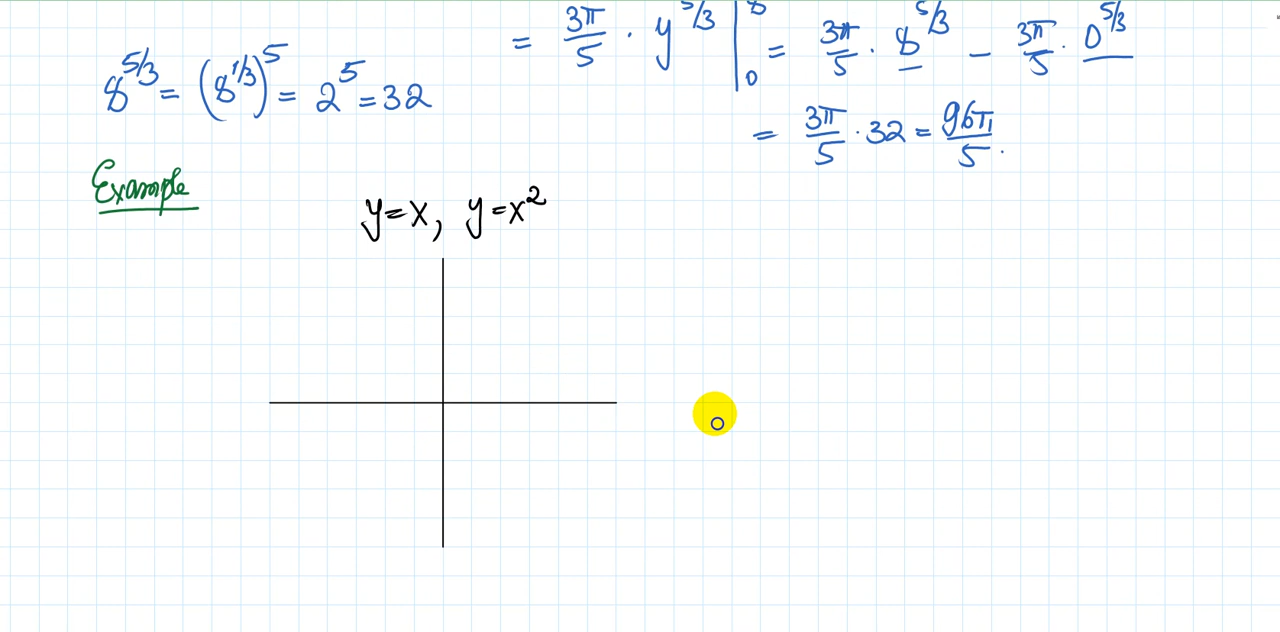 = 3π/5 · y^5/3 |_0^8 = 3π/5 · 8^5/3 − 3π/5 · 0^5/3
8^5/3 = (8^1/3)^5 = 2^5 = 32
= 3π/5 · 32 = 96π/5.
Example
y=x, y=x²